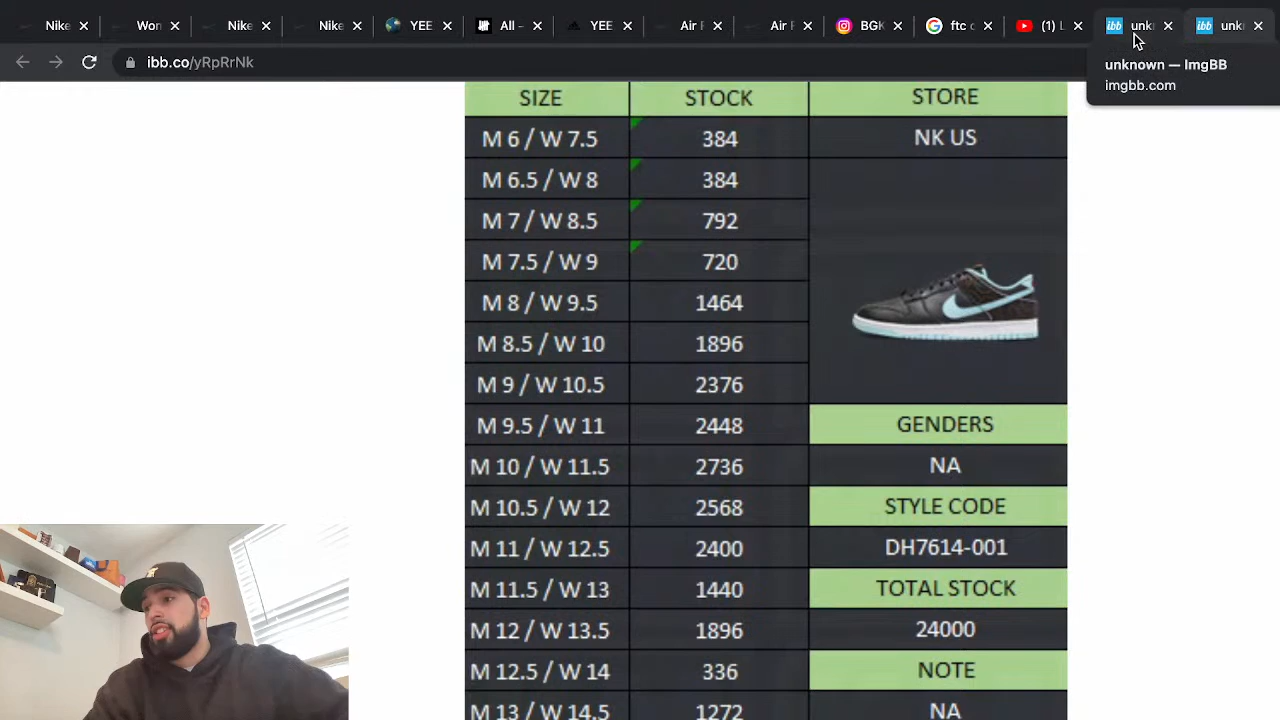 Nike
Won
Nike
Nike
YEE
All -
YEE
Air F
Air F
BGK
ftc c
(1) L
ibb unk
ibb unk
ibb.co/yRpRrNk
unknown — ImgBB
imgbb.com
SIZE STOCK STORE
M 6 / W 7.5 384 NK US
M 6.5 / W 8 384
M 7 / W 8.5 792
M 7.5 / W 9 720
M 8 / W 9.5 1464
M 8.5 / W 10 1896
M 9 / W 10.5 2376
M 9.5 / W 11 2448 GENDERS
M 10 / W 11.5 2736 NA
M 10.5 / W 12 2568 STYLE CODE
M 11 / W 12.5 2400 DH7614-001
M 11.5 / W 13 1440 TOTAL STOCK
M 12 / W 13.5 1896 24000
M 12.5 / W 14 336 NOTE
M 13 / W 14.5 1272 NA